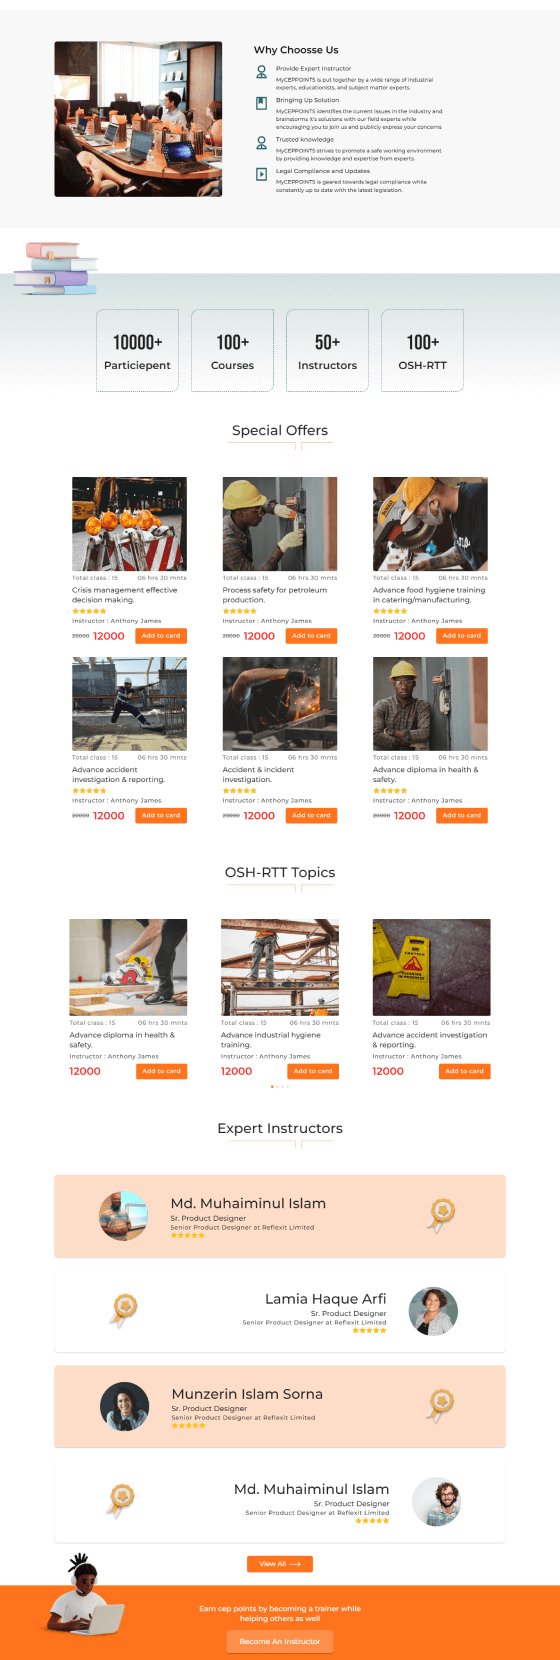 Why Choosse Us
Provide Expert Instructor
MyCEPPOINTS is put together by a wide range of industrial
experts, educationists, and subject matter experts.
Bringing Up Solution
MyCEPPOINTS identifies the current issues in the industry and
brainstorms it's solutions with our field experts while
encouraging you to join us and publicly express your concerns
Trusted knowledge
MyCEPPOINTS strives to promote a safe working environment
by providing knowledge and expertise from experts.
Legal Compliance and Updates
MyCEPPOINTS is geared towards legal compliance while
constantly up to date with the latest legislation.
10000+
Particiepent
100+
Courses
50+
Instructors
100+
OSH-RTT
Special Offers
Total class : 15 06 hrs 30 mnts
Crisis management effective
decision making.
Instructor : Anthony James
20000 12000 Add to card
Total class : 15 06 hrs 30 mnts
Process safety for petroleum
production.
Instructor : Anthony James
20000 12000 Add to card
Total class : 15 06 hrs 30 mnts
Advance food hygiene training
in catering/manufacturing.
Instructor : Anthony James
20000 12000 Add to card
Total class : 15 06 hrs 30 mnts
Advance accident
investigation & reporting.
Instructor : Anthony James
20000 12000 Add to card
Total class : 15 06 hrs 30 mnts
Accident & incident
investigation.
Instructor : Anthony James
20000 12000 Add to card
Total class : 15 06 hrs 30 mnts
Advance diploma in health &
safety.
Instructor : Anthony James
20000 12000 Add to card
OSH-RTT Topics
Total class : 15 06 hrs 30 mnts
Advance diploma in health &
safety.
Instructor : Anthony James
12000 Add to card
Total class : 15 06 hrs 30 mnts
Advance industrial hygiene
training.
Instructor : Anthony James
12000 Add to card
Total class : 15 06 hrs 30 mnts
Advance accident investigation
& reporting.
Instructor : Anthony James
12000 Add to card
Expert Instructors
Md. Muhaiminul Islam
Sr. Product Designer
Senior Product Designer at Reflexit Limited
Lamia Haque Arfi
Sr. Product Designer
Senior Product Designer at Reflexit Limited
Munzerin Islam Sorna
Sr. Product Designer
Senior Product Designer at Reflexit Limited
Md. Muhaiminul Islam
Sr. Product Designer
Senior Product Designer at Reflexit Limited
View All
Earn cep points by becoming a trainer while
helping others as well
Become An Instructor